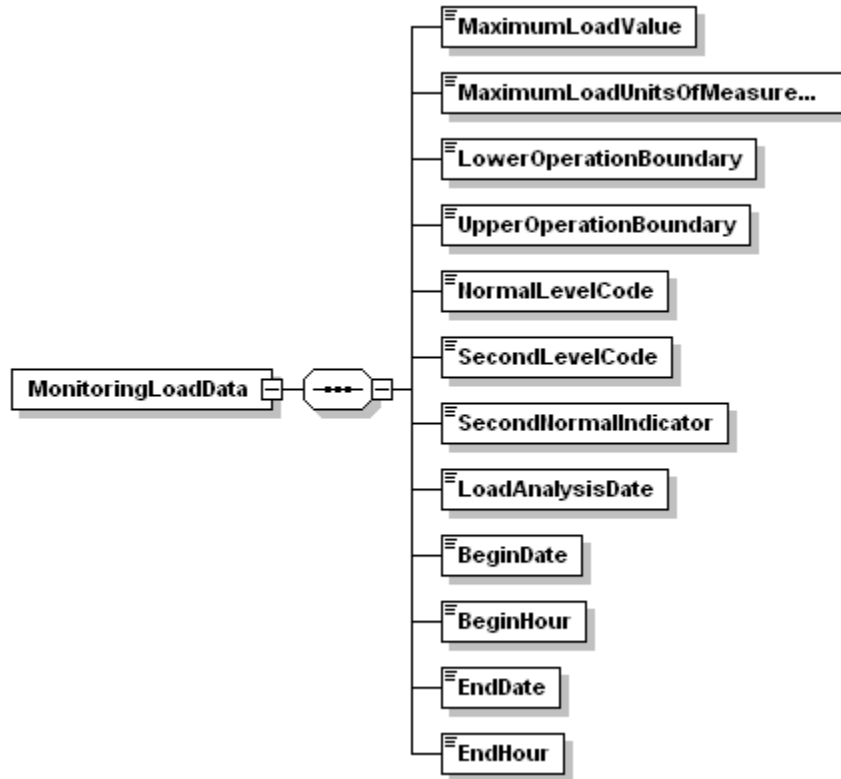 MaximumLoadValue
MaximumLoadUnitsOfMeasure...
LowerOperationBoundary
UpperOperationBoundary
NormalLevelCode
SecondLevelCode
MonitoringLoadData
SecondNormalIndicator
LoadAnalysisDate
BeginDate
BeginHour
EndDate
EndHour